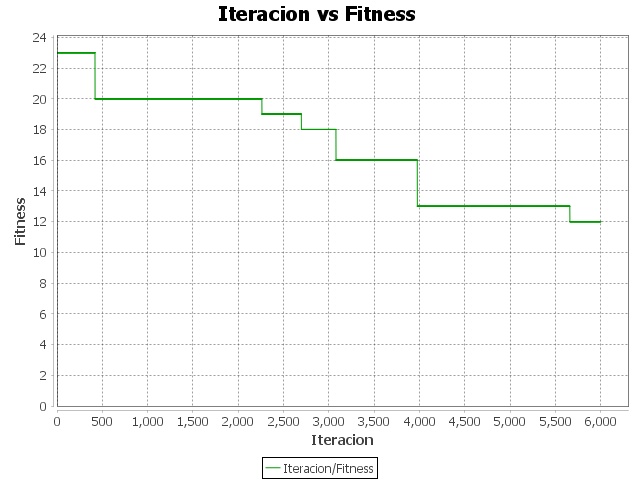 Iteracion vs Fitness
24
22
20
18
16
14
12
10
8
6
4
2
0
Fitness
0 500 1,000 1,500 2,000 2,500 3,000 3,500 4,000 4,500 5,000 5,500 6,000
Iteracion
Iteracion/Fitness